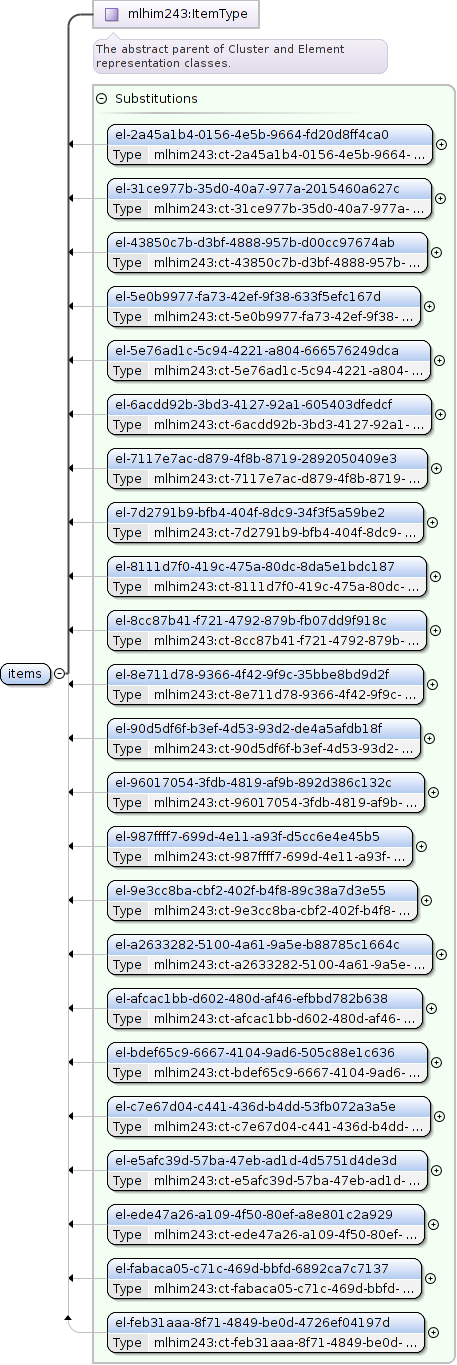 mlhim243:ItemType
The abstract parent of Cluster and Element
representation classes.
Substitutions
el-2a45a1b4-0156-4e5b-9664-fd20d8ff4ca0
Type mlhim243:ct-2a45a1b4-0156-4e5b-9664- ...
el-31ce977b-35d0-40a7-977a-2015460a627c
Type mlhim243:ct-31ce977b-35d0-40a7-977a- ...
el-43850c7b-d3bf-4888-957b-d00cc97674ab
Type mlhim243:ct-43850c7b-d3bf-4888-957b- ...
el-5e0b9977-fa73-42ef-9f38-633f5efc167d
Type mlhim243:ct-5e0b9977-fa73-42ef-9f38- ...
el-5e76ad1c-5c94-4221-a804-666576249dca
Type mlhim243:ct-5e76ad1c-5c94-4221-a804- ...
el-6acdd92b-3bd3-4127-92a1-605403dfedcf
Type mlhim243:ct-6acdd92b-3bd3-4127-92a1- ...
el-7117e7ac-d879-4f8b-8719-2892050409e3
Type mlhim243:ct-7117e7ac-d879-4f8b-8719- ...
el-7d2791b9-bfb4-404f-8dc9-34f3f5a59be2
Type mlhim243:ct-7d2791b9-bfb4-404f-8dc9- ...
el-8111d7f0-419c-475a-80dc-8da5e1bdc187
Type mlhim243:ct-8111d7f0-419c-475a-80dc- ...
el-8cc87b41-f721-4792-879b-fb07dd9f918c
Type mlhim243:ct-8cc87b41-f721-4792-879b- ...
items
el-8e711d78-9366-4f42-9f9c-35bbe8bd9d2f
Type mlhim243:ct-8e711d78-9366-4f42-9f9c- ...
el-90d5df6f-b3ef-4d53-93d2-de4a5afdb18f
Type mlhim243:ct-90d5df6f-b3ef-4d53-93d2- ...
el-96017054-3fdb-4819-af9b-892d386c132c
Type mlhim243:ct-96017054-3fdb-4819-af9b- ...
el-987ffff7-699d-4e11-a93f-d5cc6e4e45b5
Type mlhim243:ct-987ffff7-699d-4e11-a93f- ...
el-9e3cc8ba-cbf2-402f-b4f8-89c38a7d3e55
Type mlhim243:ct-9e3cc8ba-cbf2-402f-b4f8- ...
el-a2633282-5100-4a61-9a5e-b88785c1664c
Type mlhim243:ct-a2633282-5100-4a61-9a5e- ...
el-afcac1bb-d602-480d-af46-efbbd782b638
Type mlhim243:ct-afcac1bb-d602-480d-af46- ...
el-bdef65c9-6667-4104-9ad6-505c88e1c636
Type mlhim243:ct-bdef65c9-6667-4104-9ad6- ...
el-c7e67d04-c441-436d-b4dd-53fb072a3a5e
Type mlhim243:ct-c7e67d04-c441-436d-b4dd- ...
el-e5afc39d-57ba-47eb-ad1d-4d5751d4de3d
Type mlhim243:ct-e5afc39d-57ba-47eb-ad1d- ...
el-ede47a26-a109-4f50-80ef-a8e801c2a929
Type mlhim243:ct-ede47a26-a109-4f50-80ef- ...
el-fabaca05-c71c-469d-bbfd-6892ca7c7137
Type mlhim243:ct-fabaca05-c71c-469d-bbfd- ...
el-feb31aaa-8f71-4849-be0d-4726ef04197d
Type mlhim243:ct-feb31aaa-8f71-4849-be0d- ...